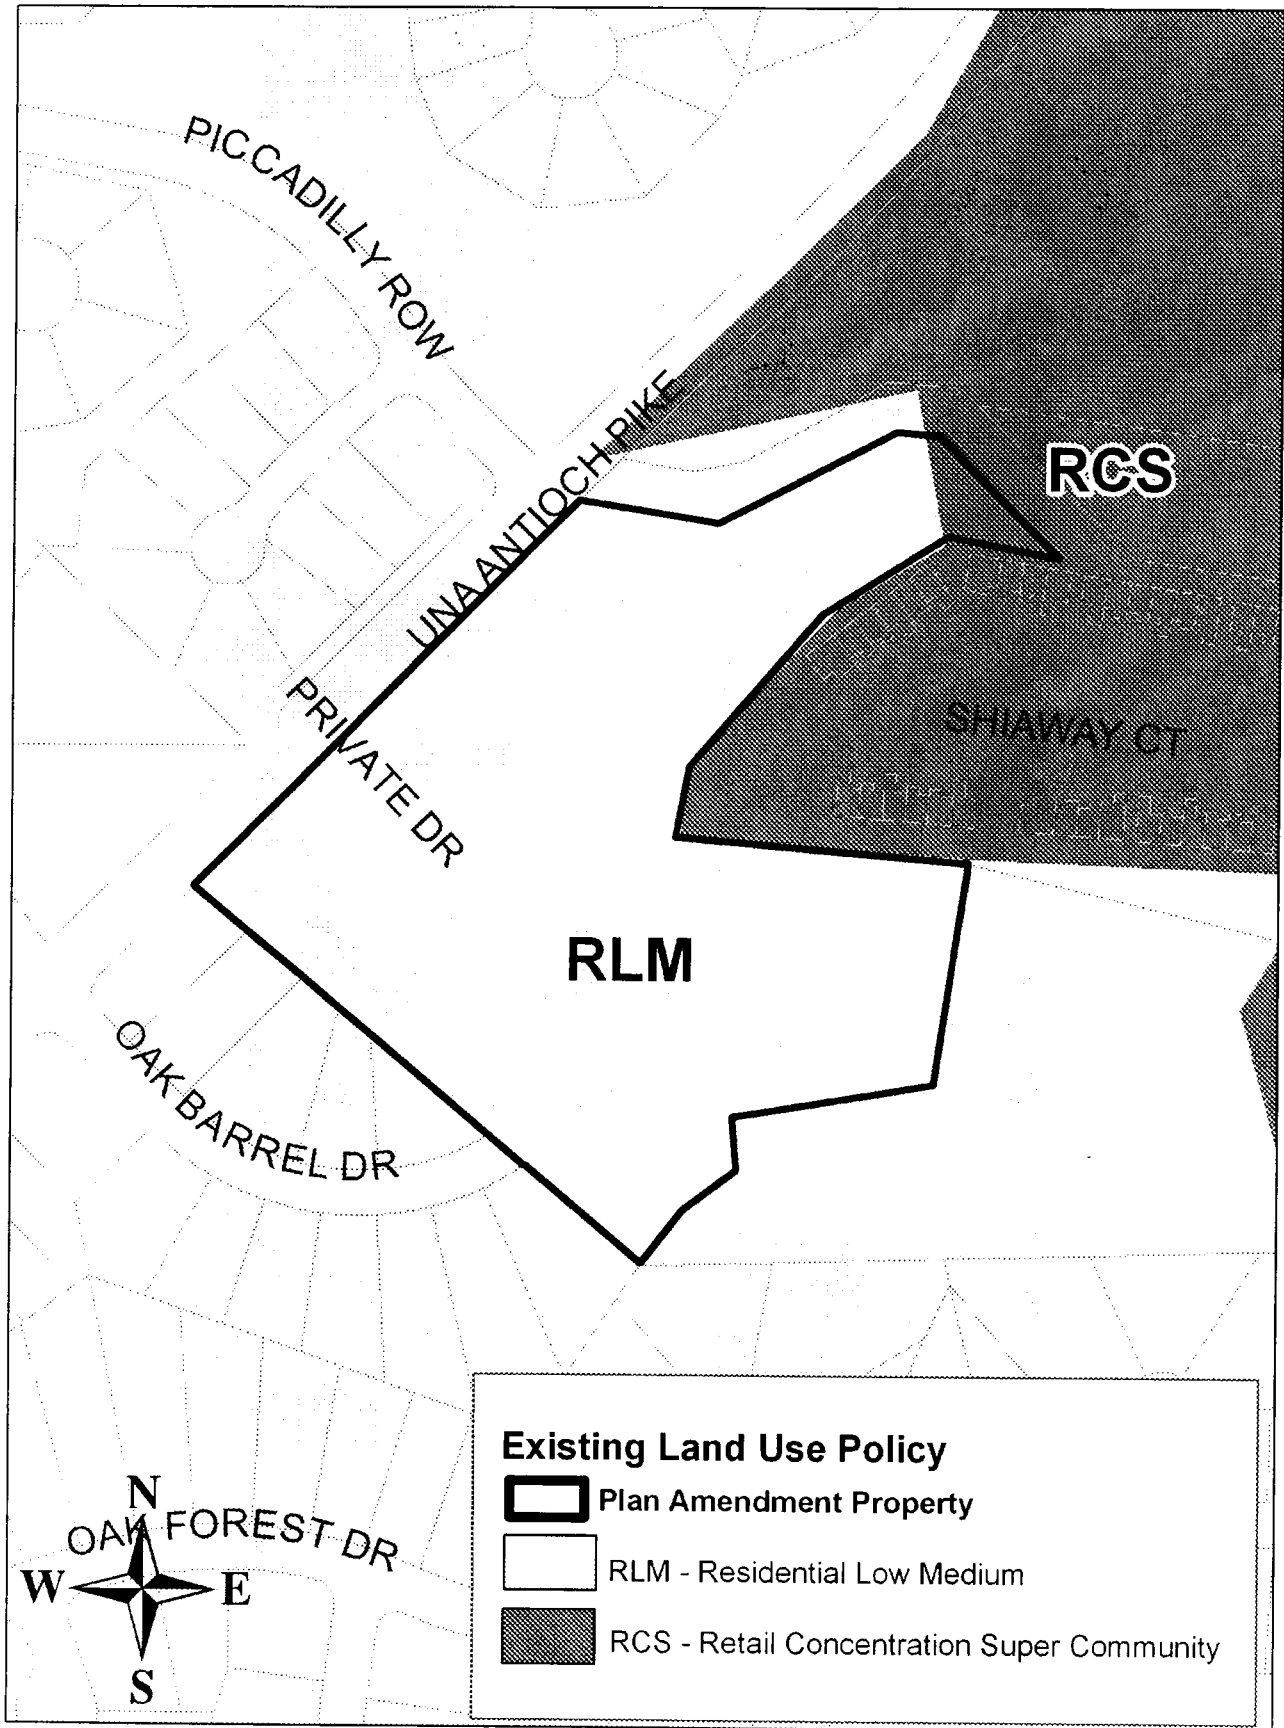 PICCADILLY ROW
UNA ANTIOCH PIKE
RCS
PRIVATE DR
SHIAWAY CT
RLM
OAK BARREL DR
Existing Land Use Policy
Plan Amendment Property
RLM - Residential Low Medium
RCS - Retail Concentration Super Community
OAK FOREST DR
N
W
E
S